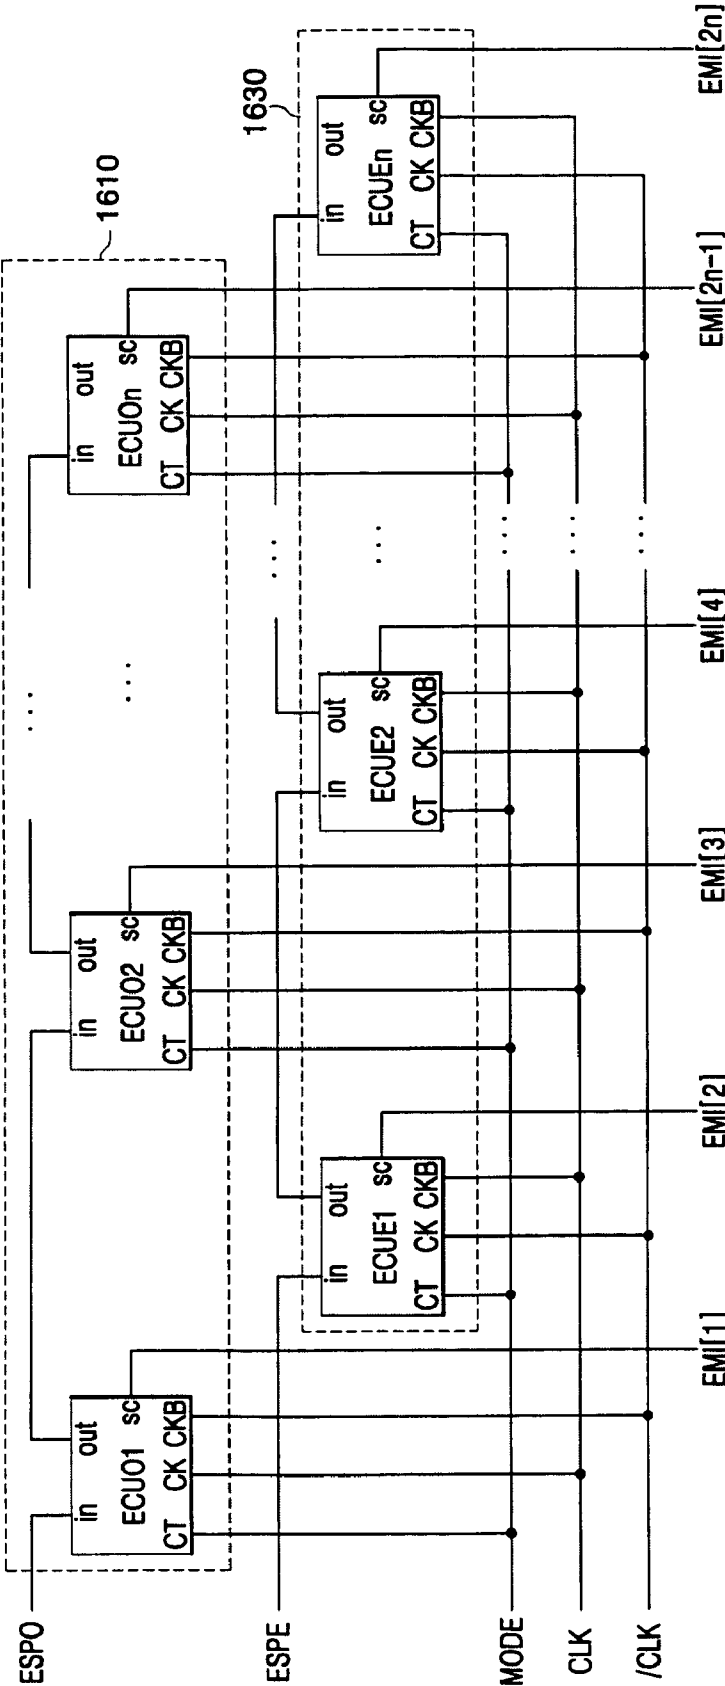 1610
1630
ESPO
in
out
ECUO1
sc
CT CK CKB
in
out
ECUO2
sc
CT CK CKB
...
...
in
out
ECUOn
sc
CT CK CKB
ESPE
in
out
ECUE1
sc
CT CK CKB
in
out
ECUE2
sc
CT CK CKB
...
...
in
out
ECUEn
sc
CT CK CKB
MODE
...
CLK
...
/CLK
...
EMI[1]
EMI[2]
EMI[3]
EMI[4]
EMI[2n-1]
EMI[2n]